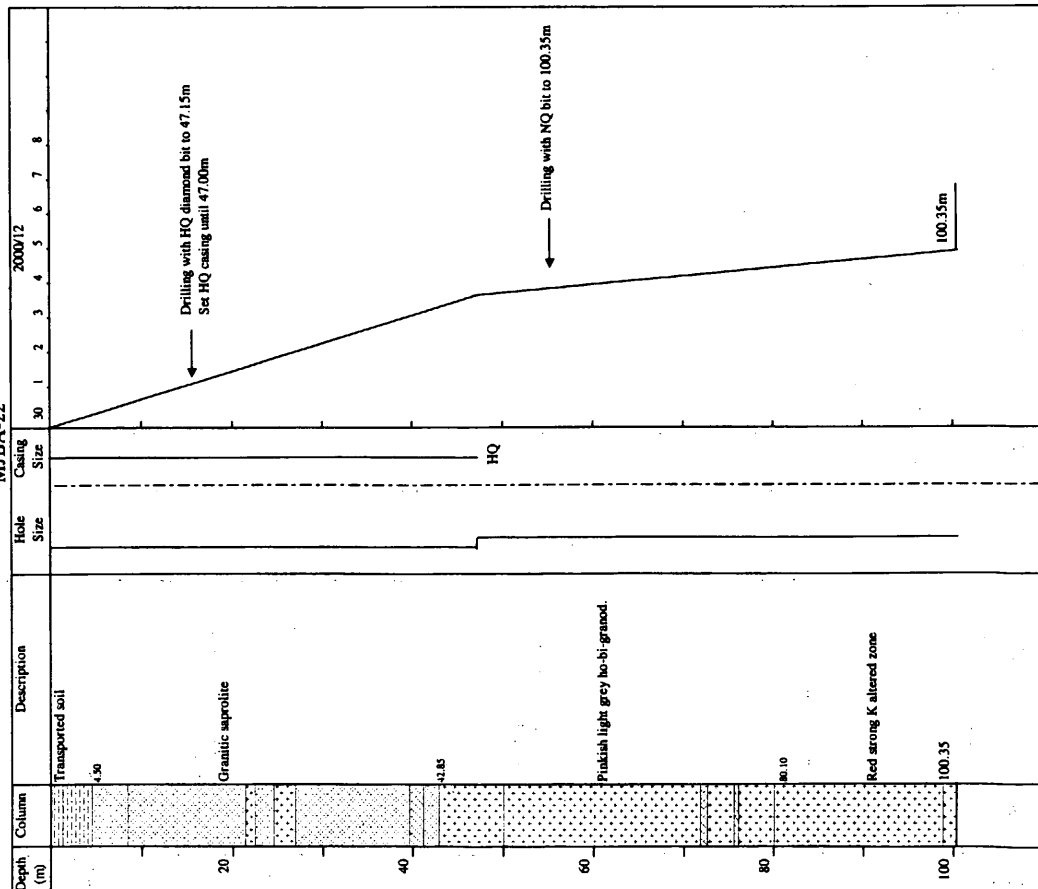 MJBA-22
Depth
(m)
Column
Description
Hole
Size
Casing
Size
2000/12
30 1 2 3 4 5 6 7 8
Transported soil
4.50
Granitic saprolite
42.85
Pinkish light grey ho-bi-granod.
80.10
Red strong K altered zone
100.35
20
40
60
80
100
HQ
Drilling with HQ diamond bit to 47.15m
Set HQ casing until 47.00m
Drilling with NQ bit to 100.35m
100.35m